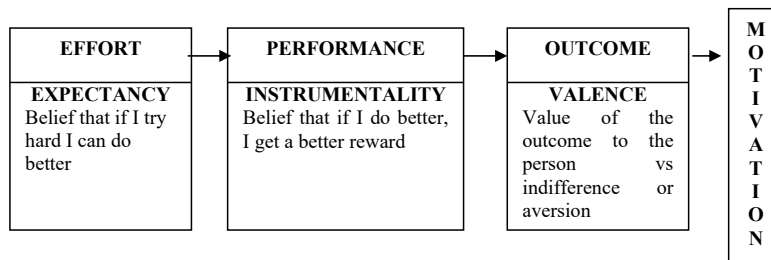 EFFORT
EXPECTANCY
Belief that if I try
hard I can do
better
PERFORMANCE
INSTRUMENTALITY
Belief that if I do better,
I get a better reward
OUTCOME
VALENCE
Value of the
outcome to the
person vs
indifference or
aversion
M
O
T
I
V
A
T
I
O
N